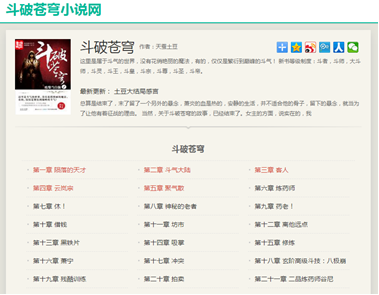 斗破苍穹小说网
斗破苍穹 作者：天蚕土豆
这里是属于斗气的世界，没有花俏艳丽的魔法，有的，仅仅是繁衍到巅峰的斗气！ 新书等级制度：斗者，斗师，大斗
师，斗灵，斗王，斗皇，斗宗，斗尊，斗圣，斗帝。
最新更新： 土豆大结局感言
斗破苍穹
第一章 陨落的天才 第二章 斗气大陆 第三章 客人
第四章 云岚宗 第五章 聚气散 第六章 炼药师
第七章 休！ 第八章 神秘的老者 第九章 药老！
第十章 借钱 第十一章 坊市 第十二章 离他远点
第十三章 黑铁片 第十四章 吸掌 第十五章 修炼
第十六章 萧宁 第十七章 冲突 第十八章 玄阶高级斗技：八极崩
第十九章 残酷训练 第二十章 拍卖 第二十一章 二品炼药师谷尼